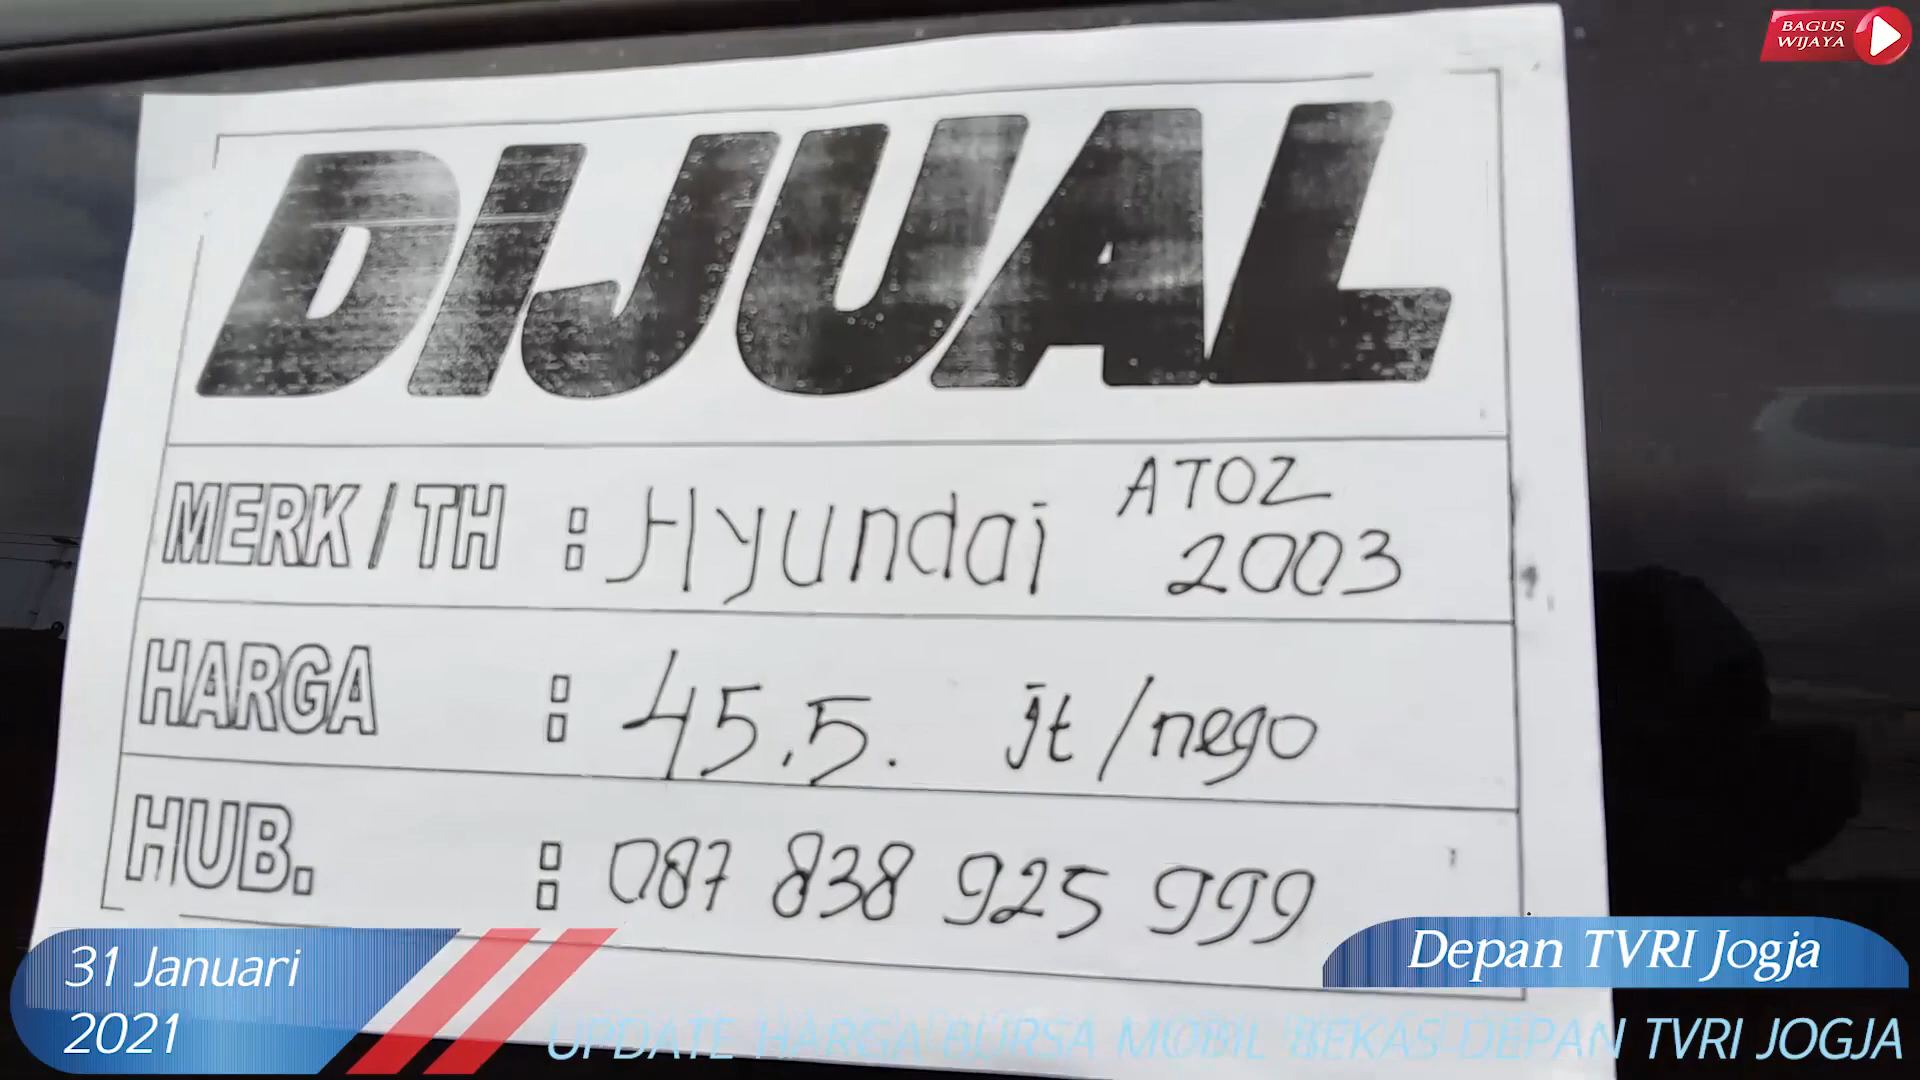 BAGUS
WIJAYA
DIJUAL
MERK / TH : Hyundai ATOZ 2003
HARGA : 45.5. jt / nego
HUB. : 087 838 925 999
31 Januari
2021
Depan TVRI Jogja
UPDATE HARGA BURSA MOBIL BEKAS DEPAN TVRI JOGJA